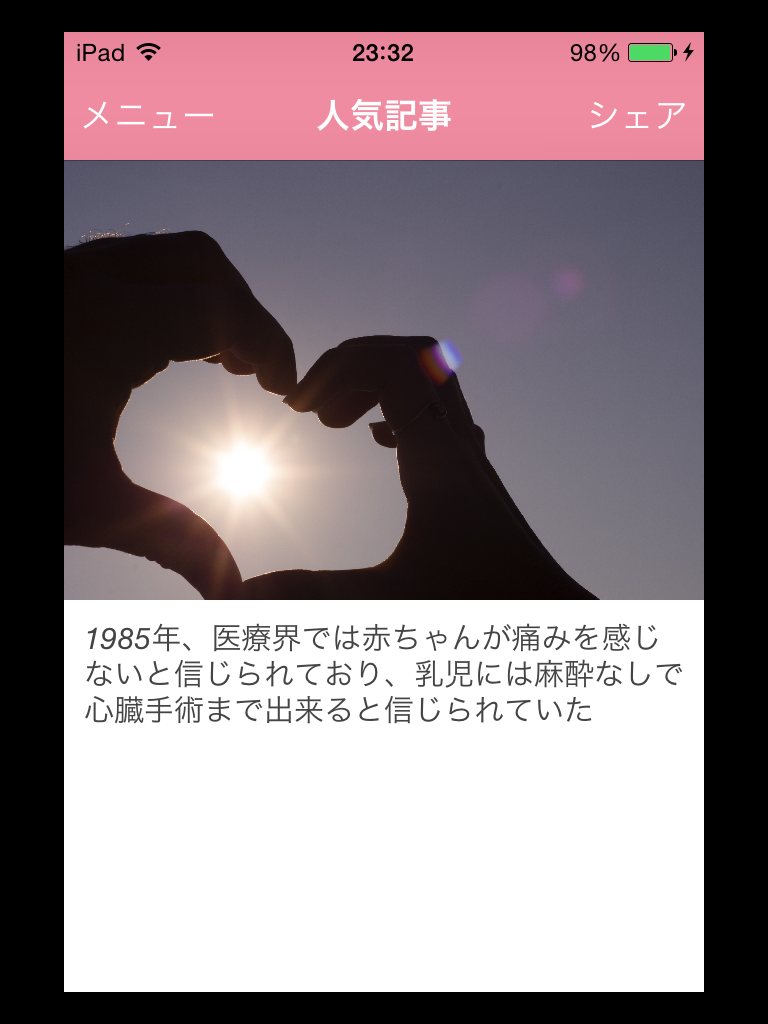 iPad 23:32 98%
メニュー 人気記事 シェア
1985年、医療界では赤ちゃんが痛みを感じ
ないと信じられており、乳児には麻酔なしで
心臓手術まで出来ると信じられていた